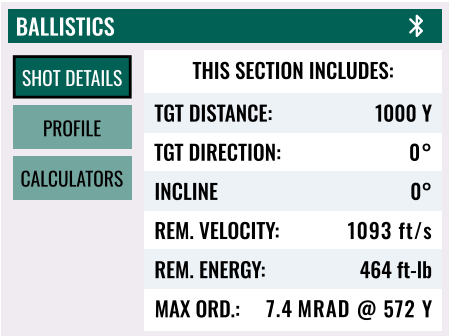 BALLISTICS
SHOT DETAILS
PROFILE
CALCULATORS
THIS SECTION INCLUDES:
TGT DISTANCE: 1000 Y
TGT DIRECTION: 0°
INCLINE 0°
REM. VELOCITY: 1093 ft/s
REM. ENERGY: 464 ft-lb
MAX ORD.: 7.4 MRAD @ 572 Y